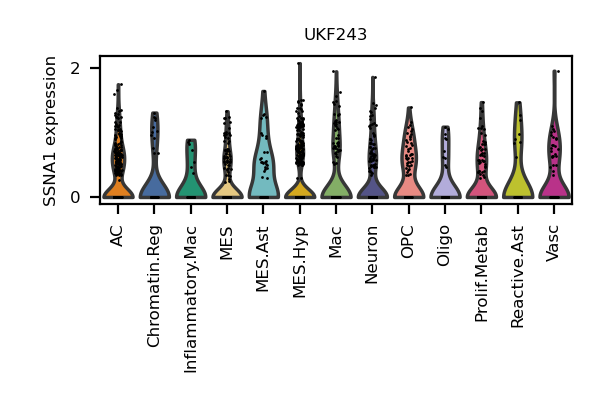 UKF243
SSNA1 expression
2
0
AC
Chromatin.Reg
Inflammatory.Mac
MES
MES.Ast
MES.Hyp
Mac
Neuron
OPC
Oligo
Prolif.Metab
Reactive.Ast
Vasc